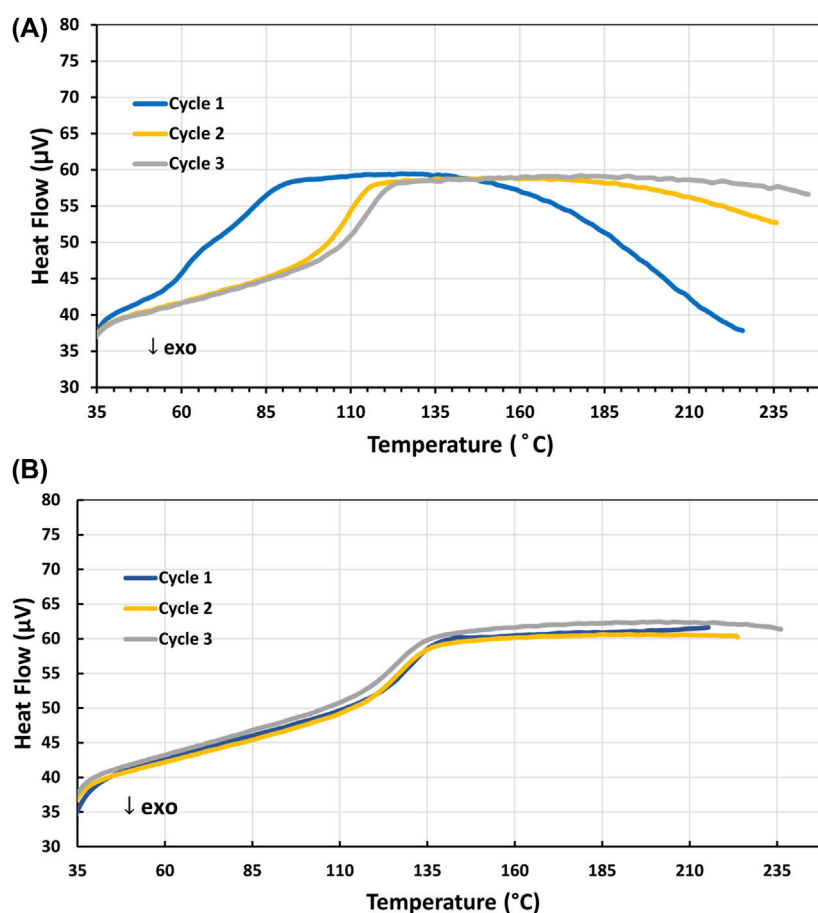 (A)
80
75
70
65
60
55
50
45
40
35
30
Heat Flow (µV)
Cycle 1
Cycle 2
Cycle 3
↓ exo
35 60 85 110 135 160 185 210 235
Temperature (˚C)
(B)
80
75
70
65
60
55
50
45
40
35
30
Heat Flow (µV)
Cycle 1
Cycle 2
Cycle 3
↓ exo
35 60 85 110 135 160 185 210 235
Temperature (°C)